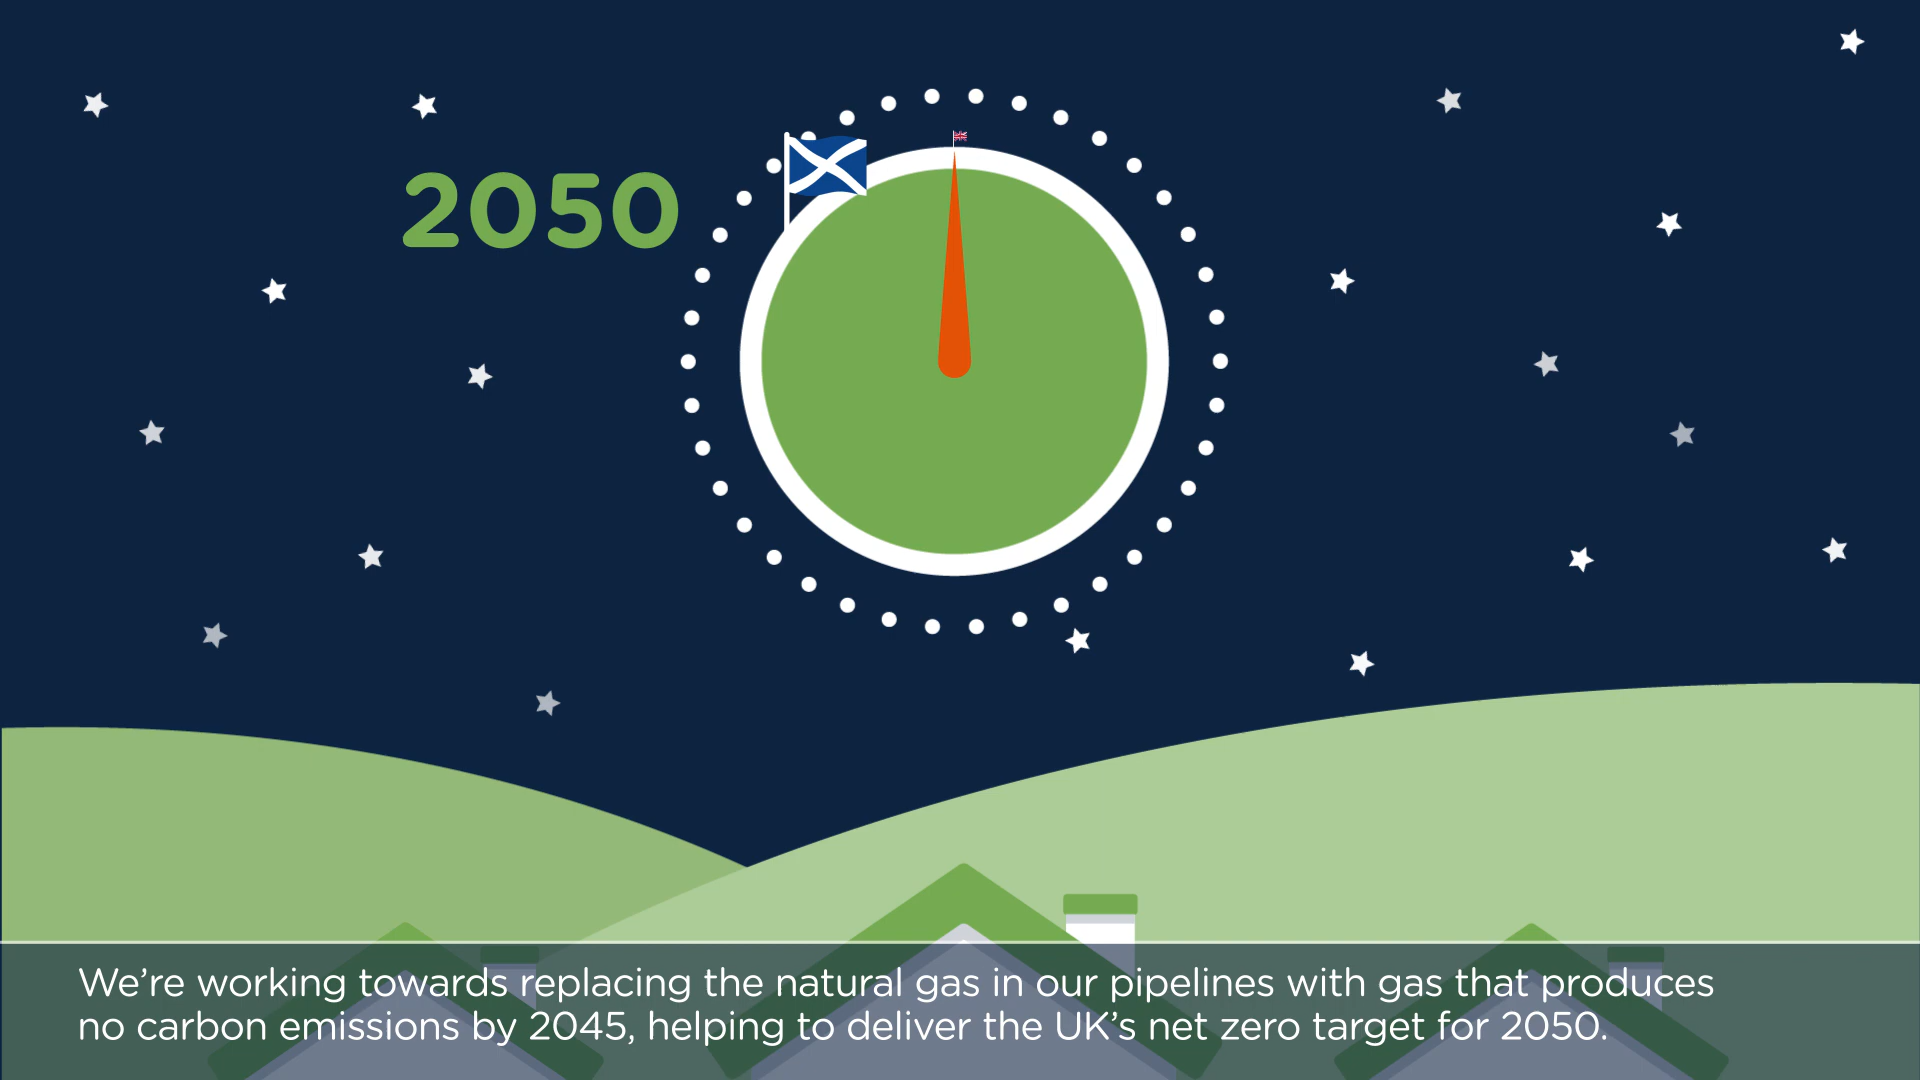 2050
We’re working towards replacing the natural gas in our pipelines with gas that produces
no carbon emissions by 2045, helping to deliver the UK’s net zero target for 2050.